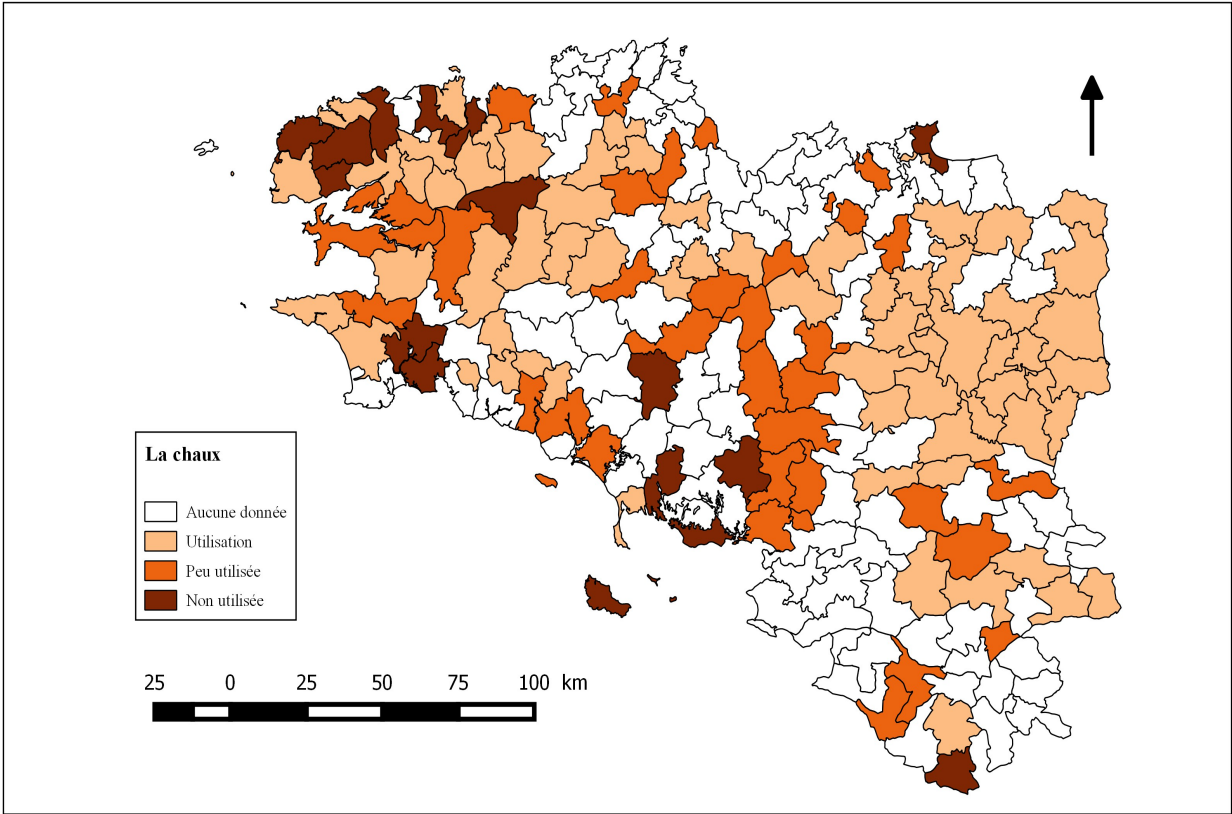 La chaux
Aucune donnée
Utilisation
Peu utilisée
Non utilisée
25 0 25 50 75 100 km